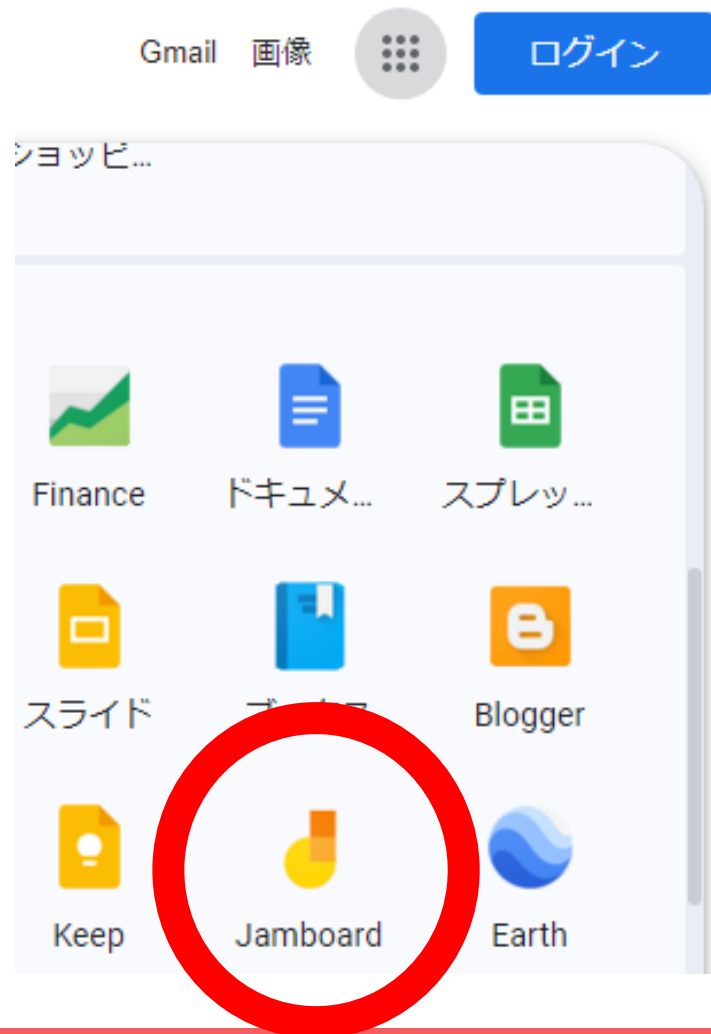 Gmail 画像 ログイン
ショッピ...
Finance ドキュメ... スプレッ...
スライド Blogger
Keep Jamboard Earth